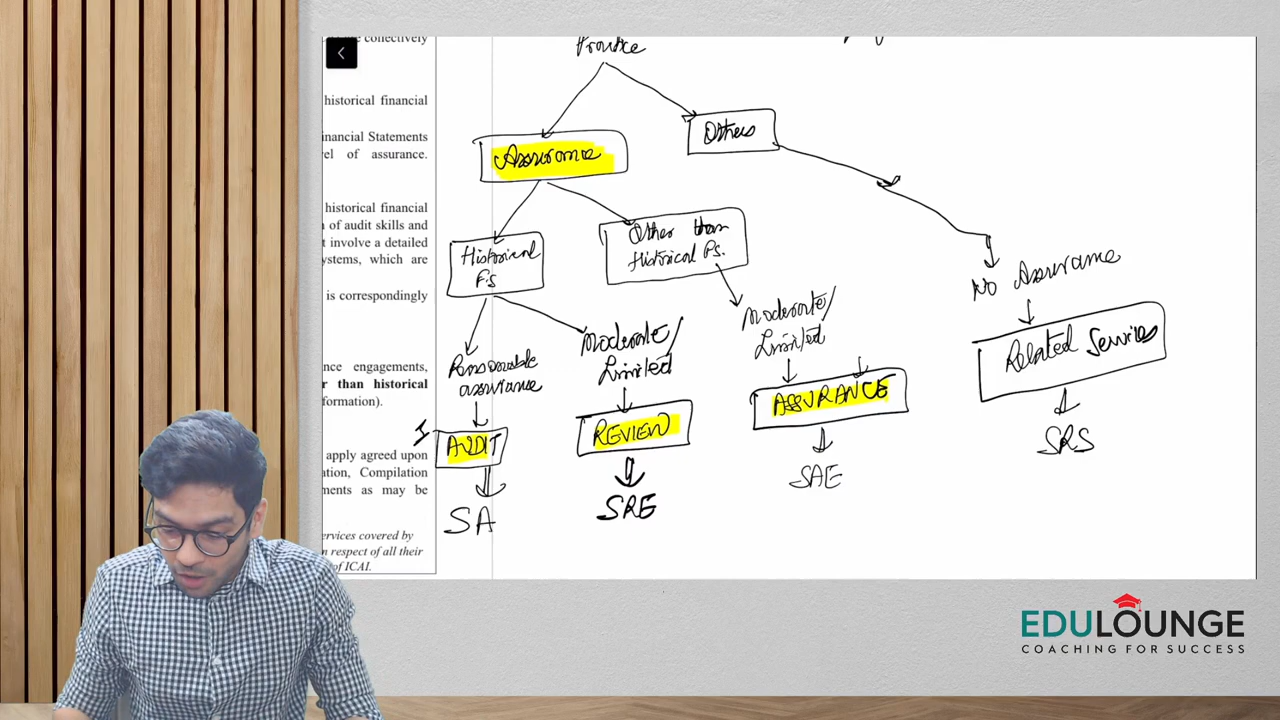 collectively
historical financial
inancial Statements
el of assurance.
historical financial
of audit skills and
t involve a detailed
ystems, which are
is correspondingly
nce engagements,
r than historical
formation).
apply agreed upon
ation, Compilation
ments as may be
ervices covered by
n respect of all their
of ICAI.
Practice
Assurance
Others
Historical
F.S
Other than
Historical FS.
Reasonable
assurance
Moderate/
Limited
Moderate/
Limited
No Assurance
AUDIT
REVIEW
ASSURANCE
Related Services
SA
SRE
SAE
SRS
EDULOUNGE
COACHING FOR SUCCESS